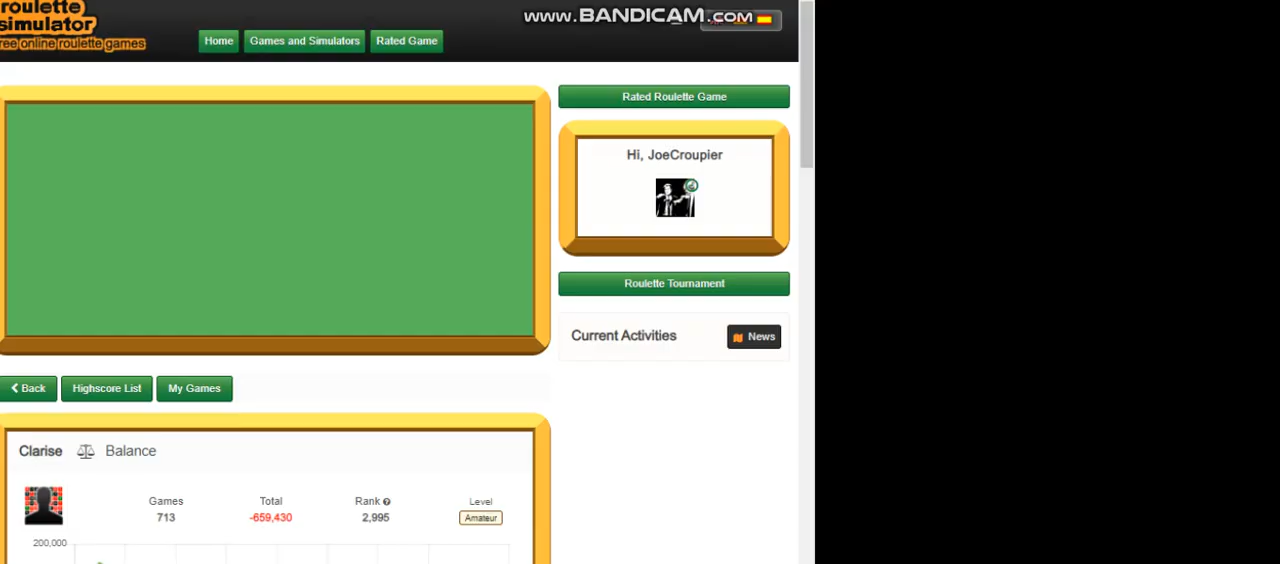 roulette
simulator
ree online roulette games
www.BANDICAM.com
Home
Games and Simulators
Rated Game
Rated Roulette Game
Hi, JoeCroupier
Roulette Tournament
Current Activities
News
Back
Highscore List
My Games
Clarise
Balance
Games
Total
Rank
Level
713
-659,430
2,995
Amateur
200,000